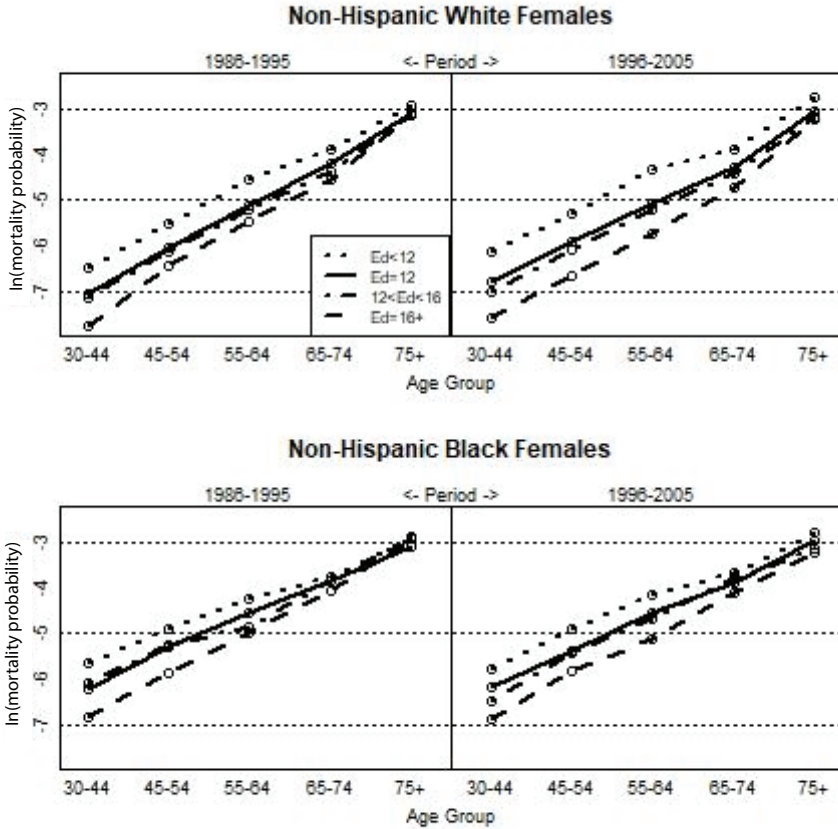 Non-Hispanic White Females
1986-1995 <- Period -> 1996-2005
ln(mortality probability)
-3
-4
-5
-6
-7
Ed<12
Ed=12
12<Ed<16
Ed=16+
30-44 45-54 55-64 65-74 75+ 30-44 45-54 55-64 65-74 75+
Age Group
Non-Hispanic Black Females
1986-1995 <- Period -> 1996-2005
ln(mortality probability)
-3
-4
-5
-6
-7
30-44 45-54 55-64 65-74 75+ 30-44 45-54 55-64 65-74 75+
Age Group